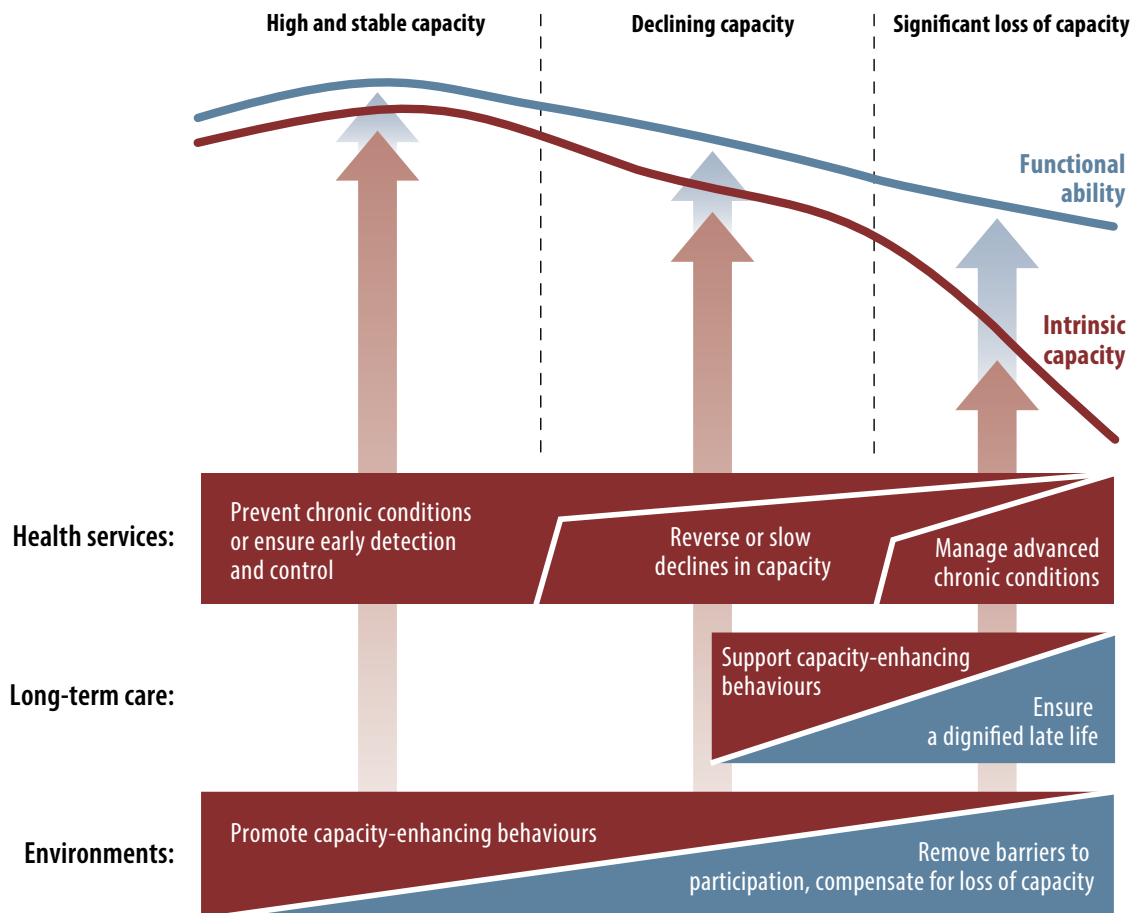 High and stable capacity
Declining capacity
Significant loss of capacity
Functional
ability
Intrinsic
capacity
Health services:
Prevent chronic conditions
or ensure early detection
and control
Reverse or slow
declines in capacity
Manage advanced
chronic conditions
Long-term care:
Support capacity-enhancing
behaviours
Ensure
a dignified late life
Environments:
Promote capacity-enhancing behaviours
Remove barriers to
participation, compensate for loss of capacity